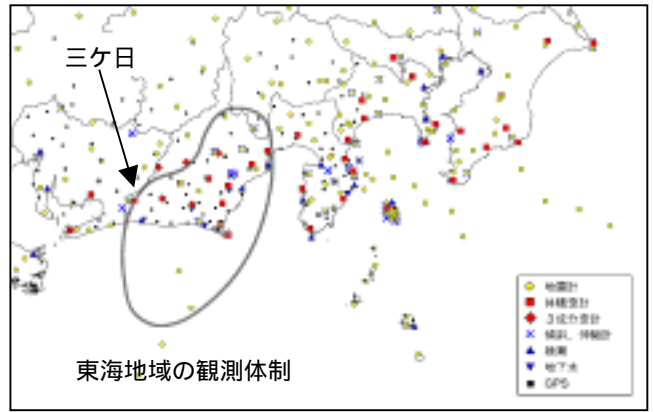 三ケ日
地震計
体積歪計
３成分歪計
傾斜、伸縮計
検潮
地下水
GPS
東海地域の観測体制